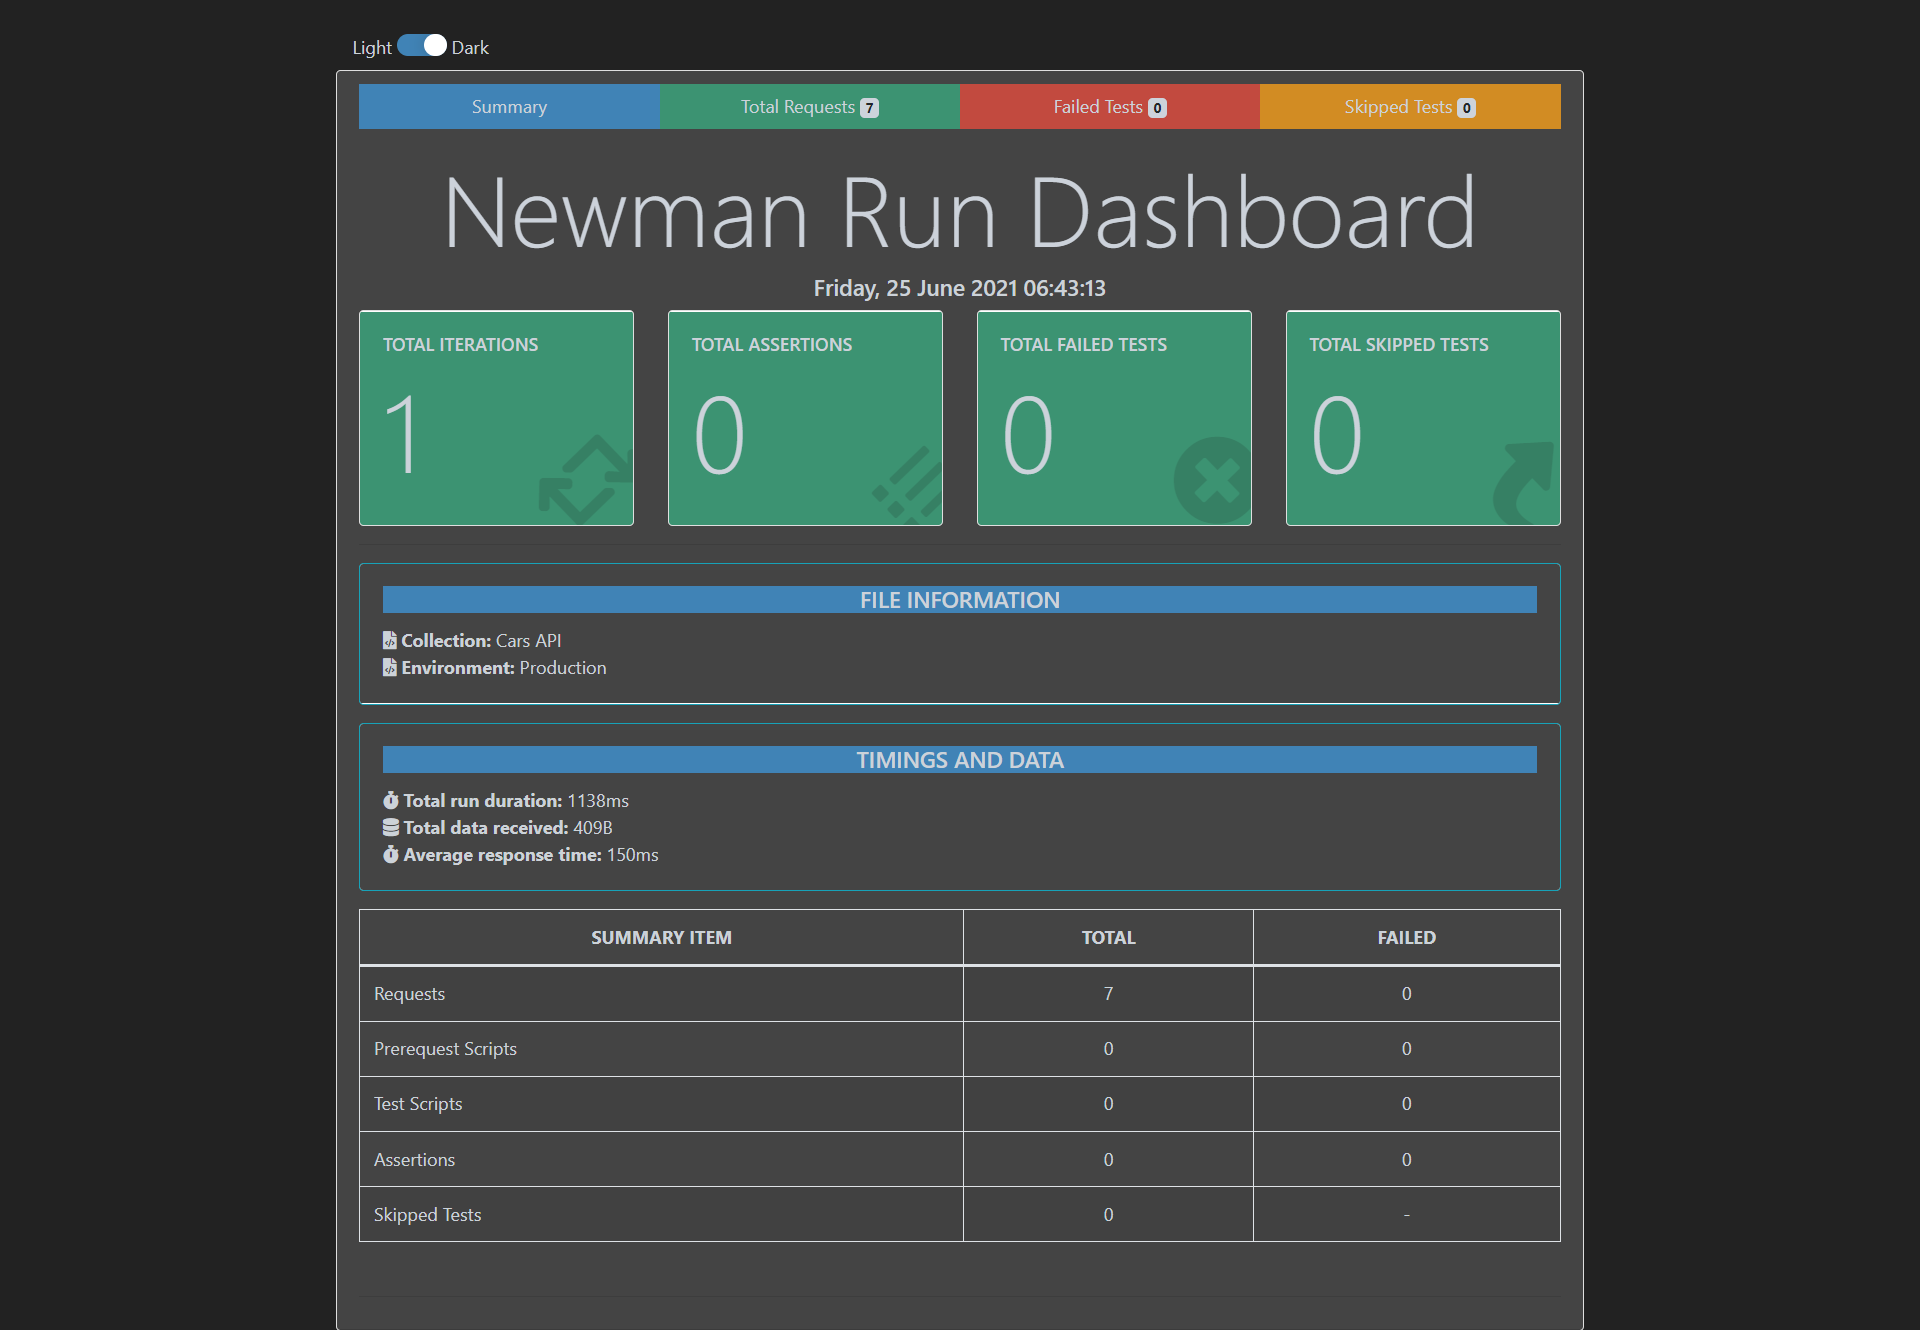 Light Dark
Summary Total Requests 7 Failed Tests 0 Skipped Tests 0
Newman Run Dashboard
Friday, 25 June 2021 06:43:13
TOTAL ITERATIONS TOTAL ASSERTIONS TOTAL FAILED TESTS TOTAL SKIPPED TESTS
1 0 0 0
FILE INFORMATION
Collection: Cars API
Environment: Production
TIMINGS AND DATA
Total run duration: 1138ms
Total data received: 409B
Average response time: 150ms
SUMMARY ITEM TOTAL FAILED
Requests 7 0
Prerequest Scripts 0 0
Test Scripts 0 0
Assertions 0 0
Skipped Tests 0 -